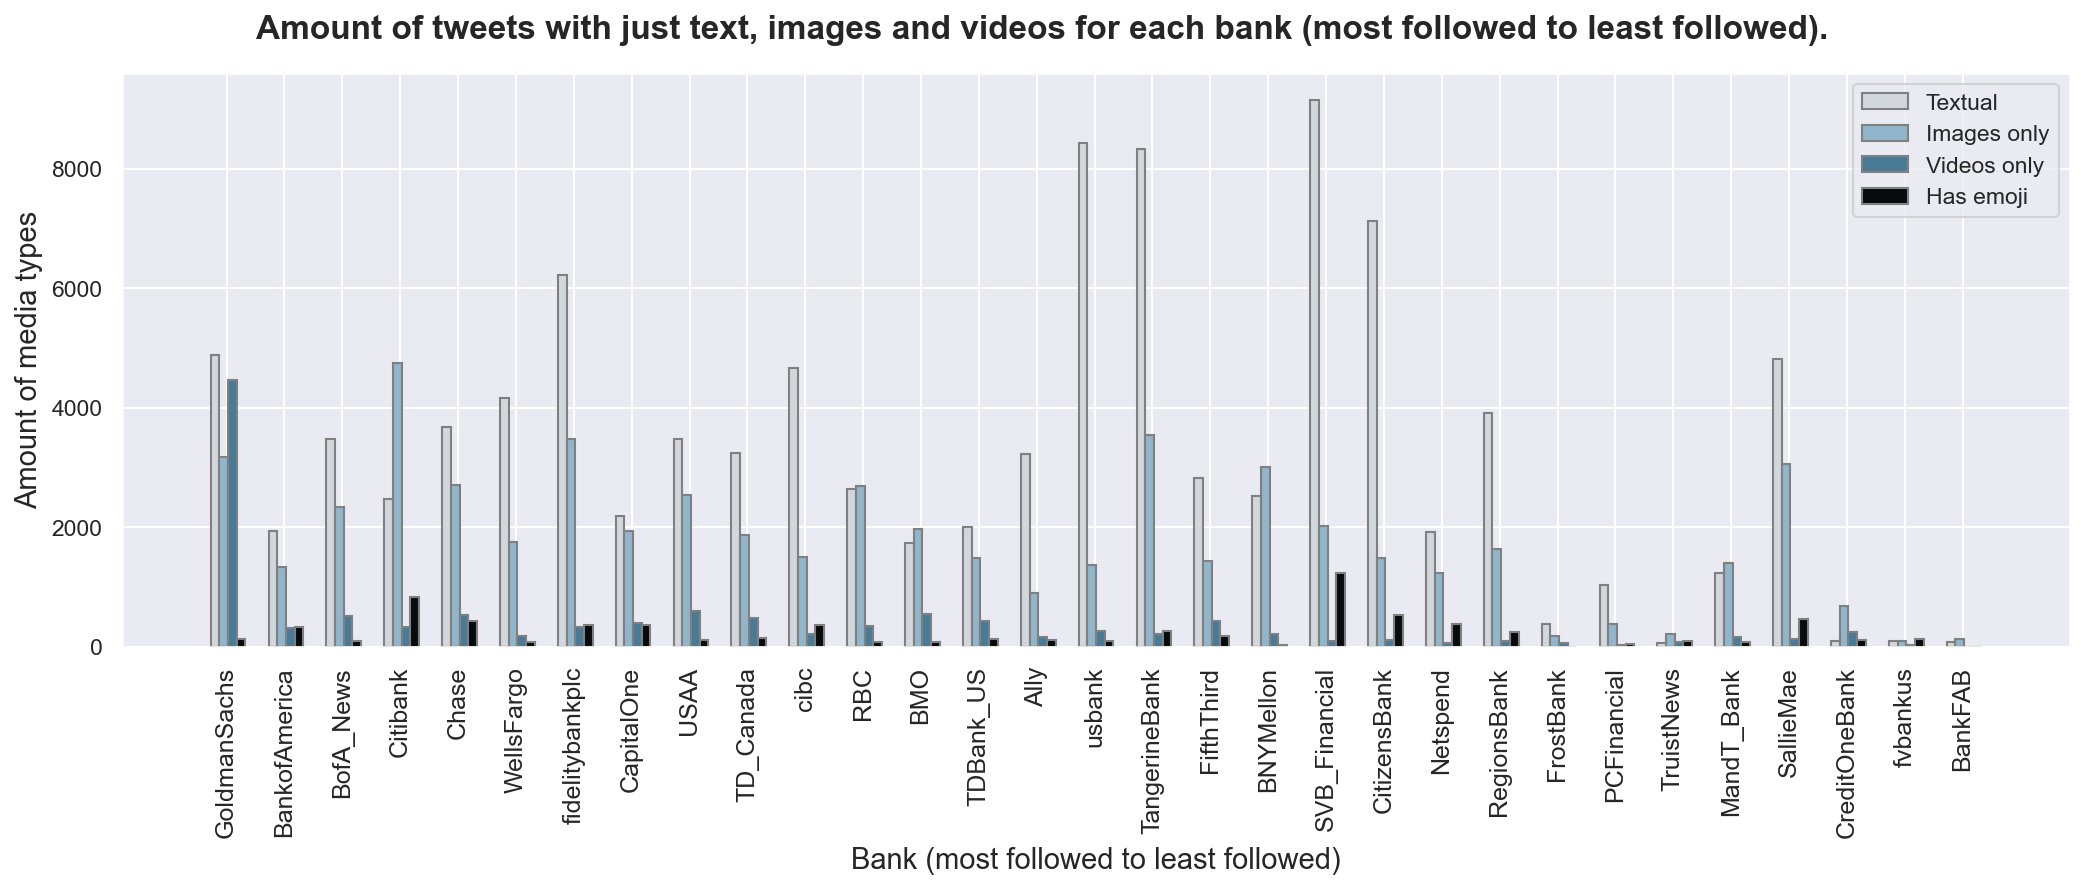 Amount of tweets with just text, images and videos for each bank (most followed to least followed).
Amount of media types
8000
6000
4000
2000
0
Textual
Images only
Videos only
Has emoji
GoldmanSachs
BankofAmerica
BofA_News
Citibank
Chase
WellsFargo
fidelitybankplc
CapitalOne
USAA
TD_Canada
cibc
RBC
BMO
TDBank_US
Ally
usbank
TangerineBank
FifthThird
BNYMellon
SVB_Financial
CitizensBank
Netspend
RegionsBank
FrostBank
PCFinancial
TruistNews
MandT_Bank
SallieMae
CreditOneBank
fvbankus
BankFAB
Bank (most followed to least followed)